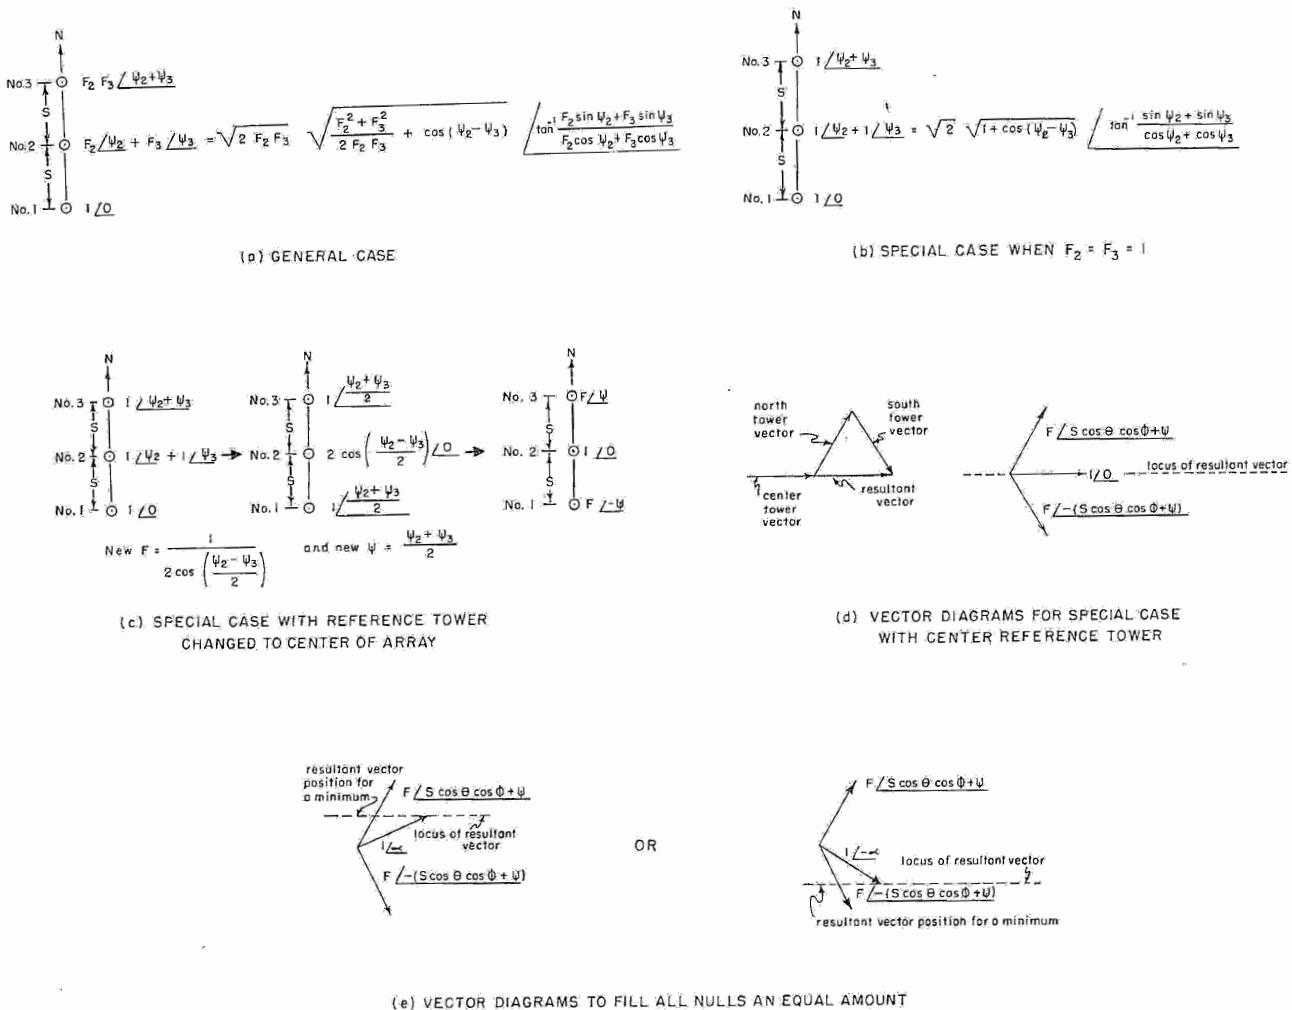 N
No.3 F₂ F₃ /ψ₂+ψ₃
S
No.2 F₂/ψ₂ + F₃/ψ₃ = √(2 F₂ F₃) √((F₂² + F₃²)/(2 F₂ F₃) + cos(ψ₂-ψ₃)) /tan⁻¹ (F₂ sin ψ₂ + F₃ sin ψ₃)/(F₂ cos ψ₂ + F₃ cos ψ₃)
S
No. 1 1/0
(a) GENERAL CASE
N
No. 3 1/ψ₂+ψ₃
S
No.2 1/ψ₂ + 1/ψ₃ = √2 √(1+cos(ψ₂-ψ₃)) /tan⁻¹ (sin ψ₂ + sin ψ₃)/(cos ψ₂ + cos ψ₃)
S
No. 1 1/0
(b) SPECIAL CASE WHEN F₂ = F₃ = 1
N
No. 3 1/ψ₂+ψ₃
S
No. 2 1/ψ₂ + 1/ψ₃
S
No. 1 1/0
N
No. 3 1/(ψ₂+ψ₃)/2
S
No. 2 2 cos((ψ₂-ψ₃)/2)/0
S
No. 1 1/(ψ₂+ψ₃)/2
N
No. 3 F/ψ
S
No. 2 1/0
S
No. 1 F/-ψ
New F = 1/(2 cos((ψ₂-ψ₃)/2)) and new ψ = (ψ₂+ψ₃)/2
(c) SPECIAL CASE WITH REFERENCE TOWER
CHANGED TO CENTER OF ARRAY
north
tower
vector
south
tower
vector
center
tower
vector
resultant
vector
F/S cos θ cos ϕ+ψ
1/0
locus of resultant vector
F/-(S cos θ cos ϕ+ψ)
(d) VECTOR DIAGRAMS FOR SPECIAL CASE
WITH CENTER REFERENCE TOWER
resultant vector
position for
a minimum
F/S cos θ cos ϕ+ψ
locus of resultant
vector
1/∝
F/-(S cos θ cos ϕ + ψ)
OR
F/S cos θ cos ϕ+ψ
1/-∝
locus of resultant vector
F/-(S cos θ cos ϕ+ψ)
resultant vector position for a minimum
(e) VECTOR DIAGRAMS TO FILL ALL NULLS AN EQUAL AMOUNT